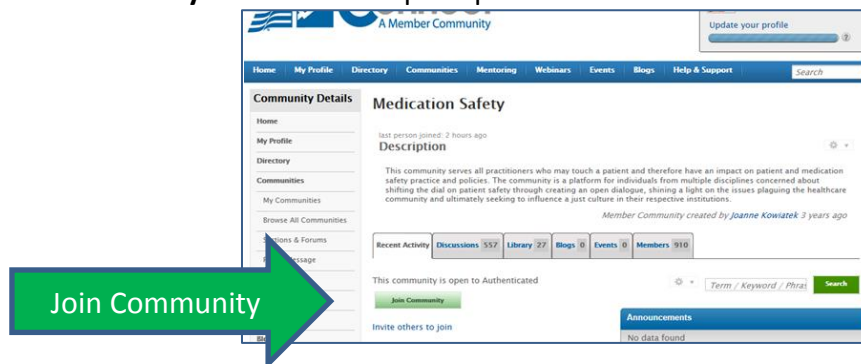 A Member Community
Update your profile
Home My Profile Directory Communities Mentoring Webinars Events Blogs Help & Support Search
Community Details
Home
My Profile
Directory
Communities
My Communities
Browse All Communities
& Forums
Medication Safety
last person joined: 2 hours ago
Description
This community serves all practitioners who may touch a patient and therefore have an impact on patient and medication
safety practice and policies. The community is a platform for individuals from multiple disciplines concerned about
shifting the dial on patient safety through creating an open dialogue, shining a light on the issues plaguing the healthcare
community and ultimately seeking to influence a just culture in their respective institutions.
Member Community created by Joanne Kowiatek 3 years ago
Recent Activity Discussions 557 Library 27 Blogs 0 Events 0 Members 910
This community is open to Authenticated
Term / Keyword / Phras Search
Join Community
Invite others to join
Announcements
No data found
Join Community